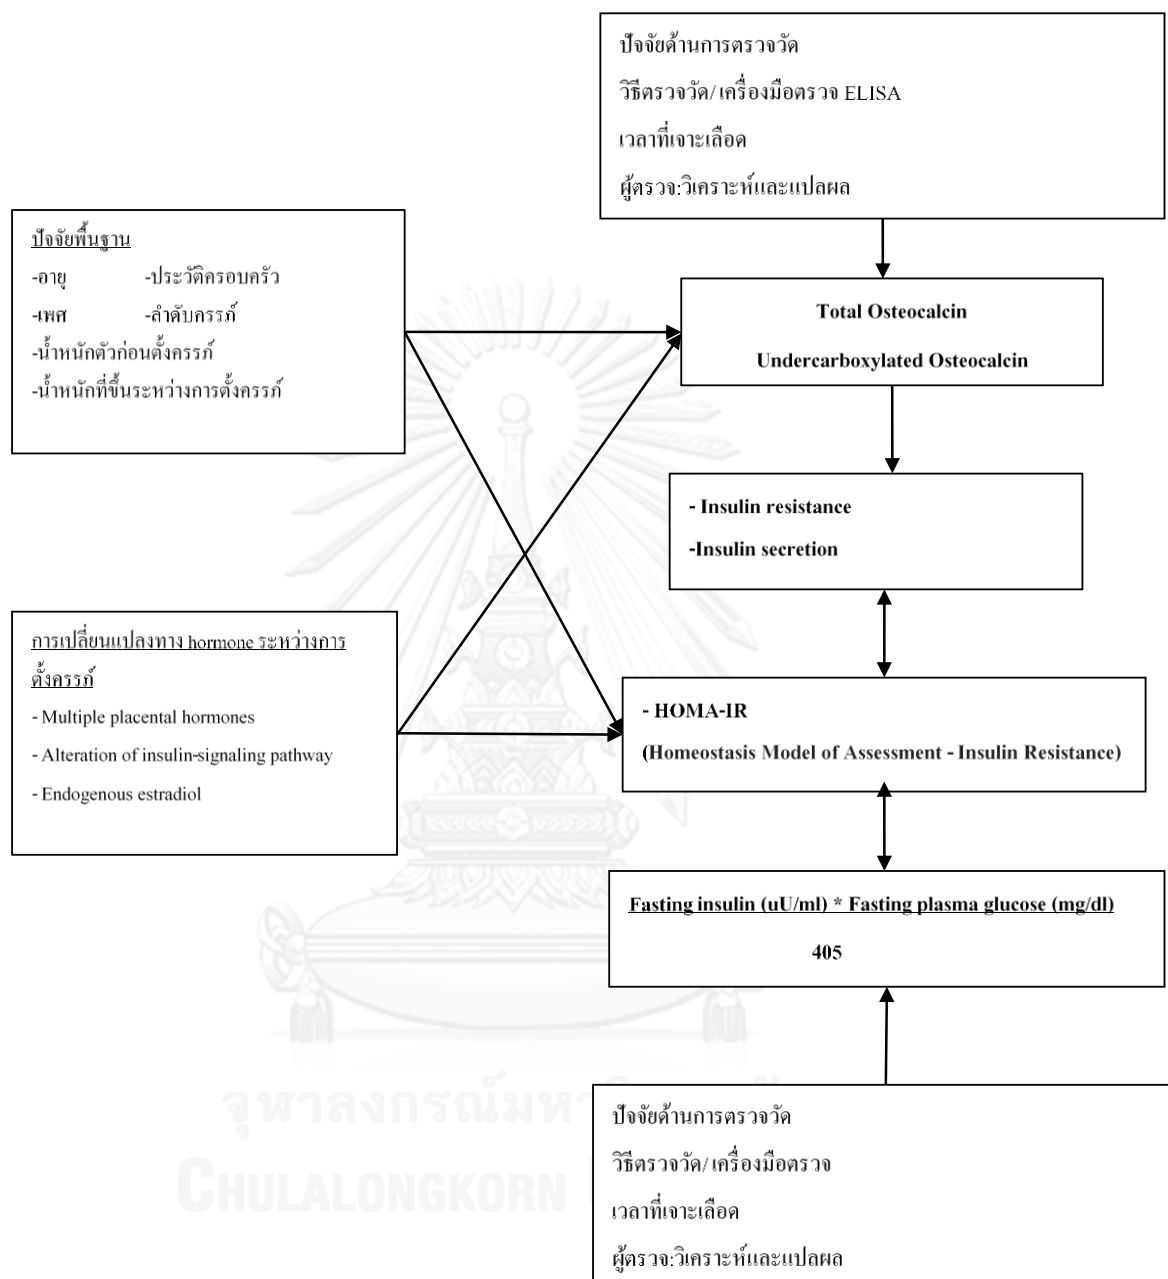 ปัจจัยด้านการตรวจวัด
วิธีตรวจวัด/ เครื่องมือตรวจ ELISA
เวลาที่เจาะเลือด
ผู้ตรวจ:วิเคราะห์และแปลผล
ปัจจัยพื้นฐาน
-อายุ -ประวัติครอบครัว
-เพศ -ลำดับครรภ์
-น้ำหนักตัวก่อนตั้งครรภ์
-น้ำหนักที่ขึ้นระหว่างการตั้งครรภ์
Total Osteocalcin
Undercarboxylated Osteocalcin
- Insulin resistance
-Insulin secretion
การเปลี่ยนแปลงทาง hormone ระหว่างการ
ตั้งครรภ์
- Multiple placental hormones
- Alteration of insulin-signaling pathway
- Endogenous estradiol
- HOMA-IR
(Homeostasis Model of Assessment - Insulin Resistance)
Fasting insulin (uU/ml) * Fasting plasma glucose (mg/dl)
405
ปัจจัยด้านการตรวจวัด
วิธีตรวจวัด/ เครื่องมือตรวจ
เวลาที่เจาะเลือด
ผู้ตรวจ:วิเคราะห์และแปลผล
จุฬาลงกรณ์มหา
CHULALONGKORN